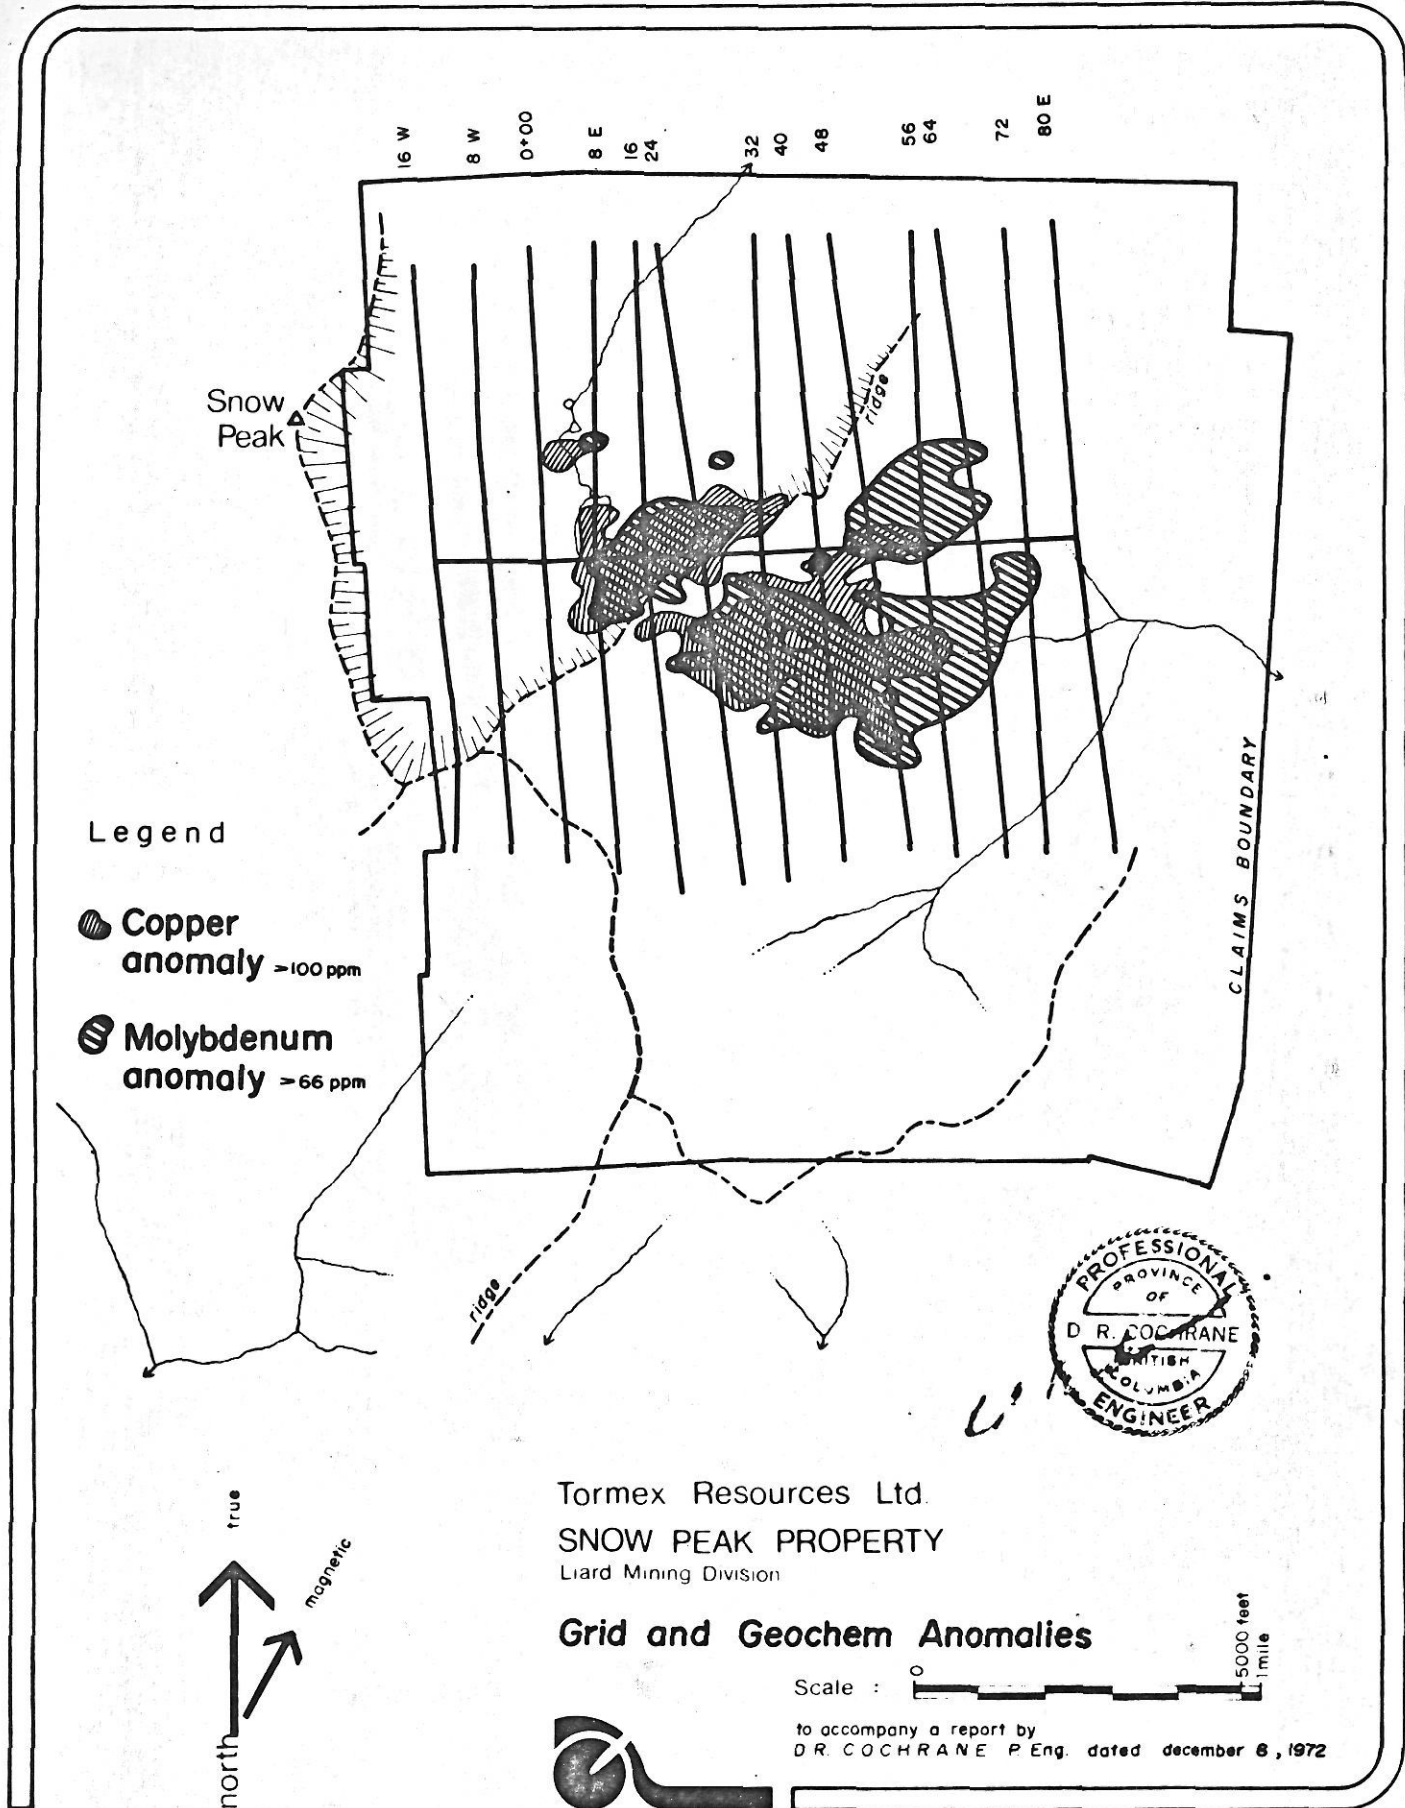 16 W
8 W
0+00
8 E
16
24
32
40
48
56
64
72
80 E
Snow
Peak
ridge
CLAIMS BOUNDARY
Legend
Copper
anomaly >100 ppm
Molybdenum
anomaly >66 ppm
ridge
PROFESSIONAL
PROVINCE
OF
D. R. COCHRANE
BRITISH
COLUMBIA
ENGINEER
true
magnetic
north
Tormex Resources Ltd.
SNOW PEAK PROPERTY
Liard Mining Division
Grid and Geochem Anomalies
Scale :
0
5000 feet
1 mile
to accompany a report by
D.R. COCHRANE P.Eng. dated december 6, 1972